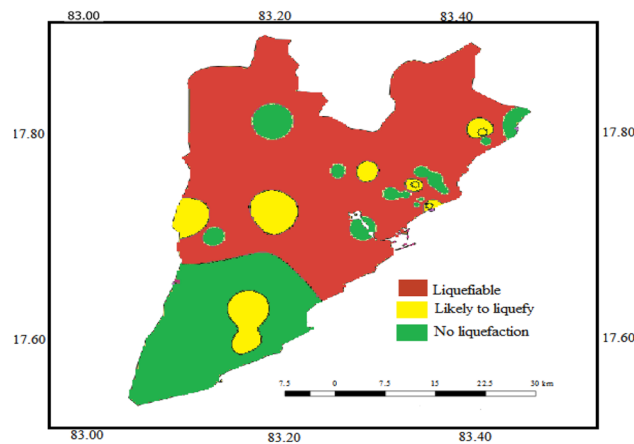 83.00 83.20 83.40
17.80 17.80
Liquefiable
Likely to liquefy
No liquefaction
17.60 17.60
7.5 0 7.5 15 22.5 30 km
83.00 83.20 83.40